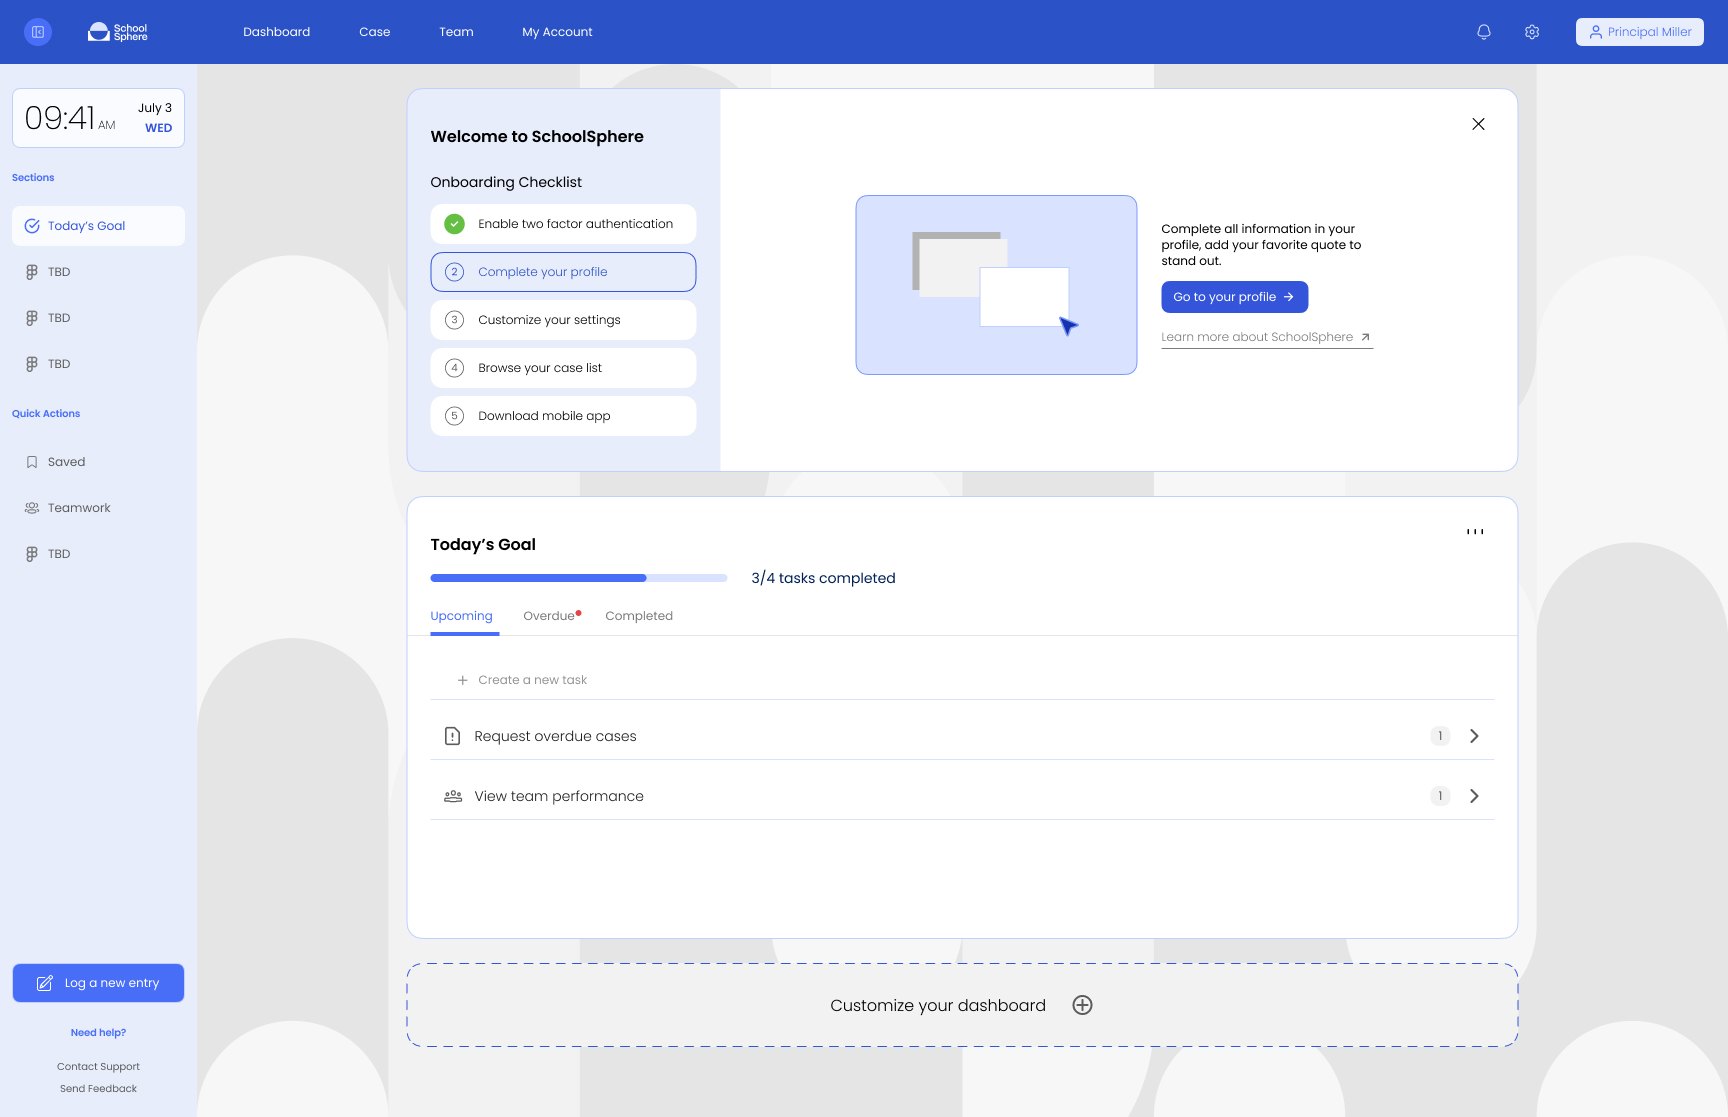 School
Sphere
Dashboard
Case
Team
My Account
Principal Miller
09:41 AM
July 3
WED
Sections
Today's Goal
TBD
TBD
TBD
Quick Actions
Saved
Teamwork
TBD
Log a new entry
Need help?
Contact Support
Send Feedback
Welcome to SchoolSphere
Onboarding Checklist
Enable two factor authentication
2 Complete your profile
3 Customize your settings
4 Browse your case list
5 Download mobile app
Complete all information in your
profile, add your favorite quote to
stand out.
Go to your profile
Learn more about SchoolSphere
Today's Goal
3/4 tasks completed
Upcoming
Overdue
Completed
Create a new task
Request overdue cases 1
View team performance 1
Customize your dashboard